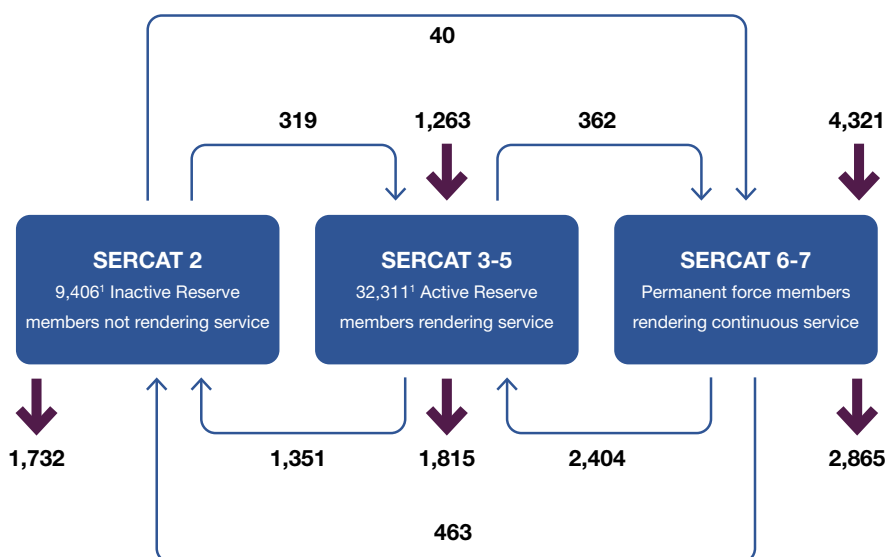 40
319 1,263 362 4,321
SERCAT 2
9,406¹ Inactive Reserve
members not rendering service
SERCAT 3-5
32,311¹ Active Reserve
members rendering service
SERCAT 6-7
Permanent force members
rendering continuous service
1,732 1,351 1,815 2,404 2,865
463